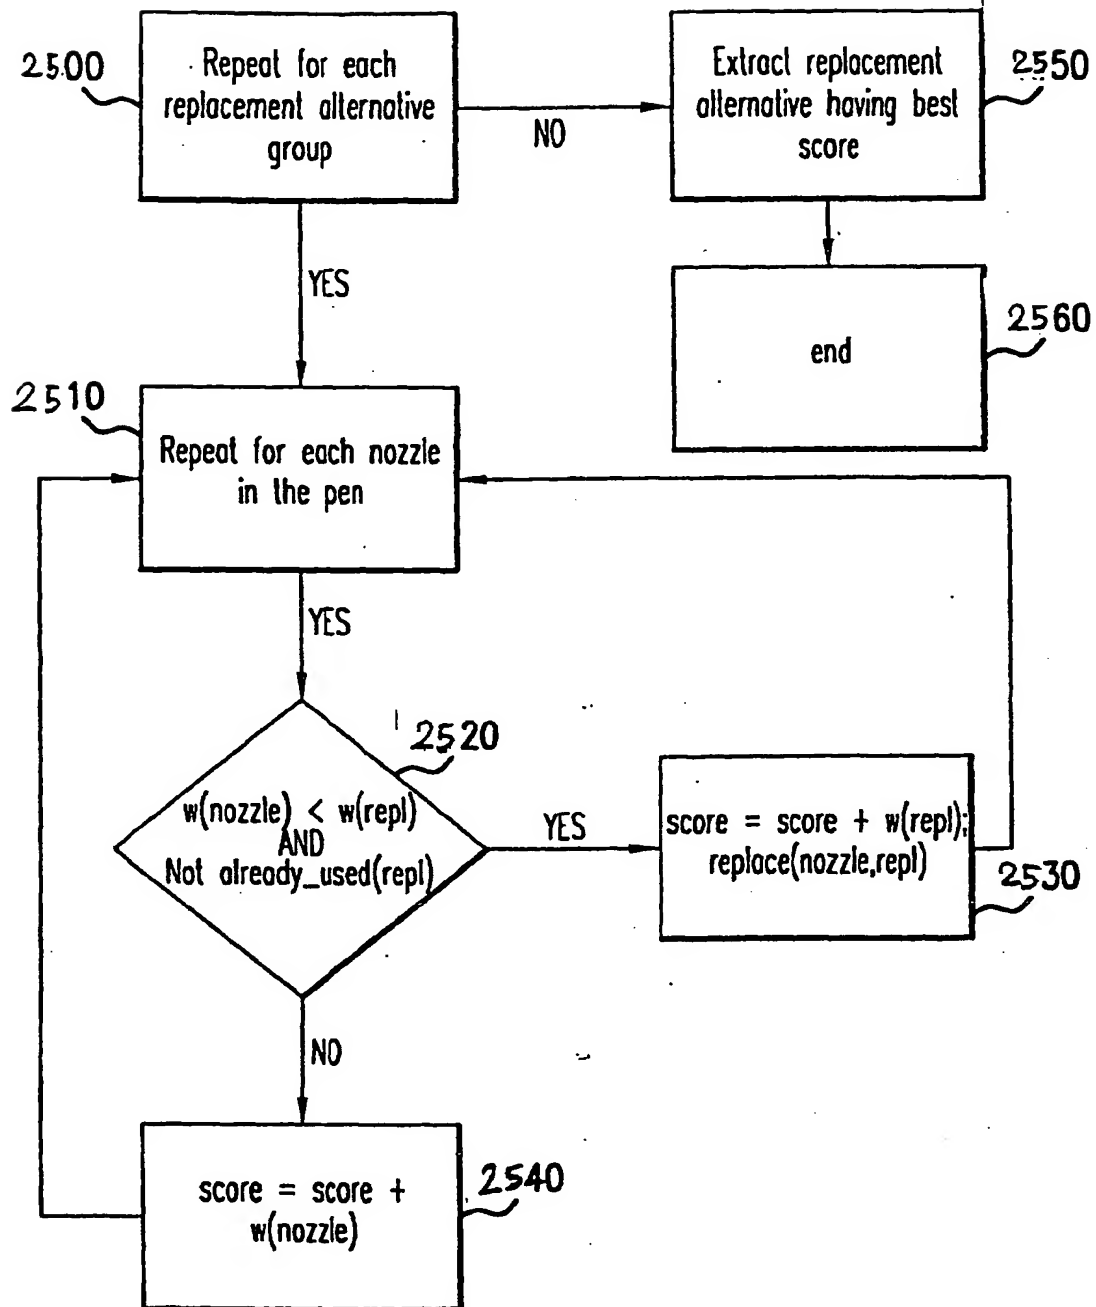 2500
Repeat for each
replacement alternative
group
NO
Extract replacement
alternative having best
score
2550
YES
end
2560
2510
Repeat for each nozzle
in the pen
YES
2520
w(nozzle) < w(repl)
AND
Not already_used(repl)
YES
score = score + w(repl);
replace(nozzle,repl)
2530
NO
score = score +
w(nozzle)
2540